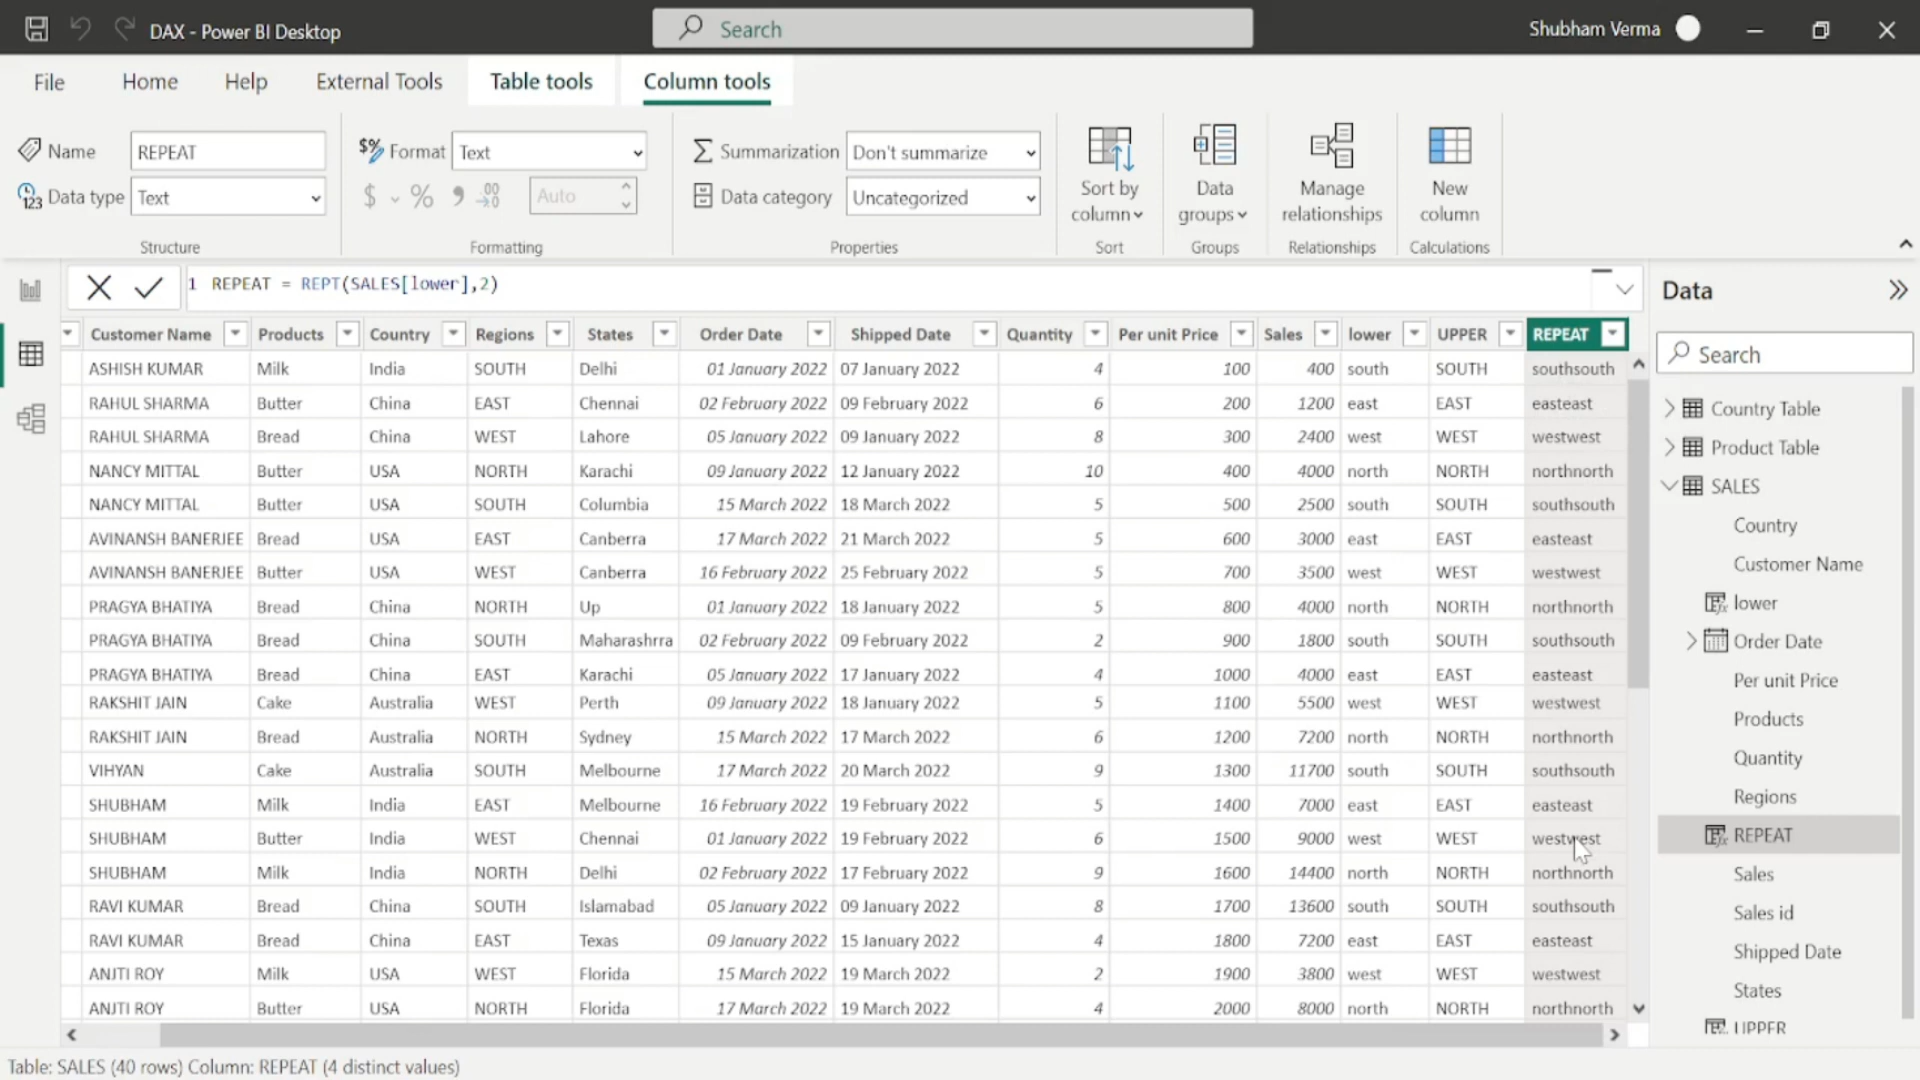 DAX - Power BI Desktop
Search
Shubham Verma
File Home Help External Tools Table tools Column tools
Name REPEAT
Data type Text
Structure
Format Text
$ % , .00 Auto
Formatting
Summarization Don't summarize
Data category Uncategorized
Properties
Sort by column
Sort
Data groups
Groups
Manage relationships
Relationships
New column
Calculations
1 REPEAT = REPT(SALES[lower],2)
Customer Name Products Country Regions States Order Date Shipped Date Quantity Per unit Price Sales lower UPPER REPEAT
ASHISH KUMAR Milk India SOUTH Delhi 01 January 2022 07 January 2022 4 100 400 south SOUTH southsouth
RAHUL SHARMA Butter China EAST Chennai 02 February 2022 09 February 2022 6 200 1200 east EAST easteast
RAHUL SHARMA Bread China WEST Lahore 05 January 2022 09 January 2022 8 300 2400 west WEST westwest
NANCY MITTAL Butter USA NORTH Karachi 09 January 2022 12 January 2022 10 400 4000 north NORTH northnorth
NANCY MITTAL Butter USA SOUTH Columbia 15 March 2022 18 March 2022 5 500 2500 south SOUTH southsouth
AVINANSH BANERJEE Bread USA EAST Canberra 17 March 2022 21 March 2022 5 600 3000 east EAST easteast
AVINANSH BANERJEE Butter USA WEST Canberra 16 February 2022 25 February 2022 5 700 3500 west WEST westwest
PRAGYA BHATIYA Bread China NORTH Up 01 January 2022 18 January 2022 5 800 4000 north NORTH northnorth
PRAGYA BHATIYA Bread China SOUTH Maharashrra 02 February 2022 09 February 2022 2 900 1800 south SOUTH southsouth
PRAGYA BHATIYA Bread China EAST Karachi 05 January 2022 17 January 2022 4 1000 4000 east EAST easteast
RAKSHIT JAIN Cake Australia WEST Perth 09 January 2022 18 January 2022 5 1100 5500 west WEST westwest
RAKSHIT JAIN Bread Australia NORTH Sydney 15 March 2022 17 March 2022 6 1200 7200 north NORTH northnorth
VIHYAN Cake Australia SOUTH Melbourne 17 March 2022 20 March 2022 9 1300 11700 south SOUTH southsouth
SHUBHAM Milk India EAST Melbourne 16 February 2022 19 February 2022 5 1400 7000 east EAST easteast
SHUBHAM Butter India WEST Chennai 01 January 2022 19 February 2022 6 1500 9000 west WEST westwest
SHUBHAM Milk India NORTH Delhi 02 February 2022 17 February 2022 9 1600 14400 north NORTH northnorth
RAVI KUMAR Bread China SOUTH Islamabad 05 January 2022 09 January 2022 8 1700 13600 south SOUTH southsouth
RAVI KUMAR Bread China EAST Texas 09 January 2022 15 January 2022 4 1800 7200 east EAST easteast
ANJTI ROY Milk USA WEST Florida 15 March 2022 19 March 2022 2 1900 3800 west WEST westwest
ANJTI ROY Butter USA NORTH Florida 17 March 2022 19 March 2022 4 2000 8000 north NORTH northnorth
Data
Search
Country Table
Product Table
SALES
Country
Customer Name
lower
Order Date
Per unit Price
Products
Quantity
Regions
REPEAT
Sales
Sales id
Shipped Date
States
UPPER
Table: SALES (40 rows) Column: REPEAT (4 distinct values)